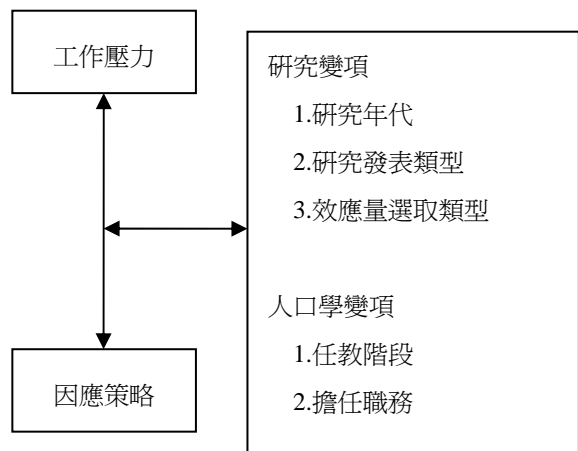 工作壓力
研究變項
1.研究年代
2.研究發表類型
3.效應量選取類型
人口學變項
1.任教階段
2.擔任職務
因應策略